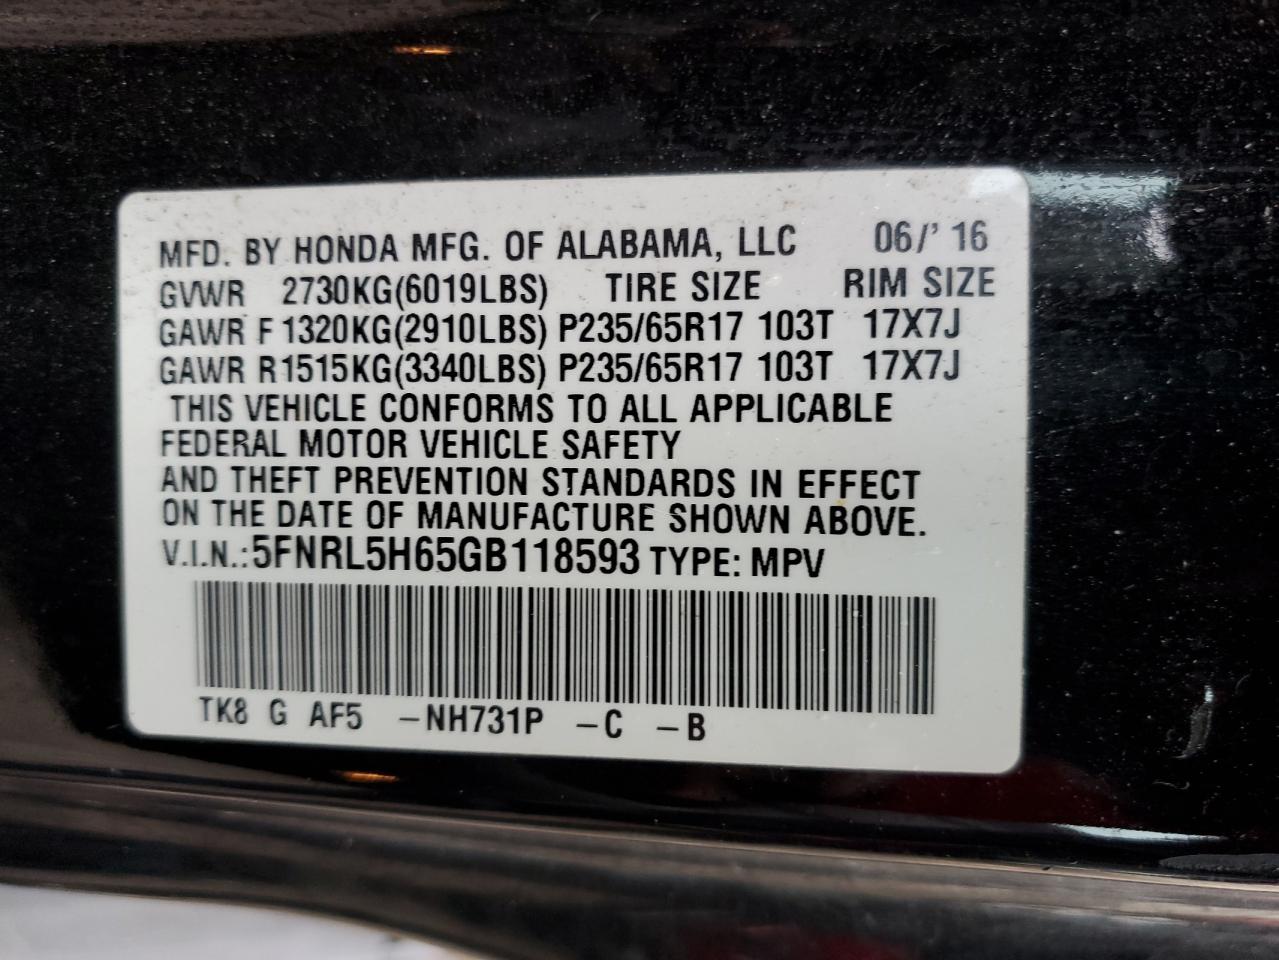 MFD. BY HONDA MFG. OF ALABAMA, LLC 06/' 16
GVWR 2730KG(6019LBS) TIRE SIZE RIM SIZE
GAWR F 1320KG(2910LBS) P235/65R17 103T 17X7J
GAWR R1515KG(3340LBS) P235/65R17 103T 17X7J
THIS VEHICLE CONFORMS TO ALL APPLICABLE
FEDERAL MOTOR VEHICLE SAFETY
AND THEFT PREVENTION STANDARDS IN EFFECT
ON THE DATE OF MANUFACTURE SHOWN ABOVE.
V.I.N.:5FNRL5H65GB118593 TYPE: MPV
TK8 G AF5 -NH731P -C -B